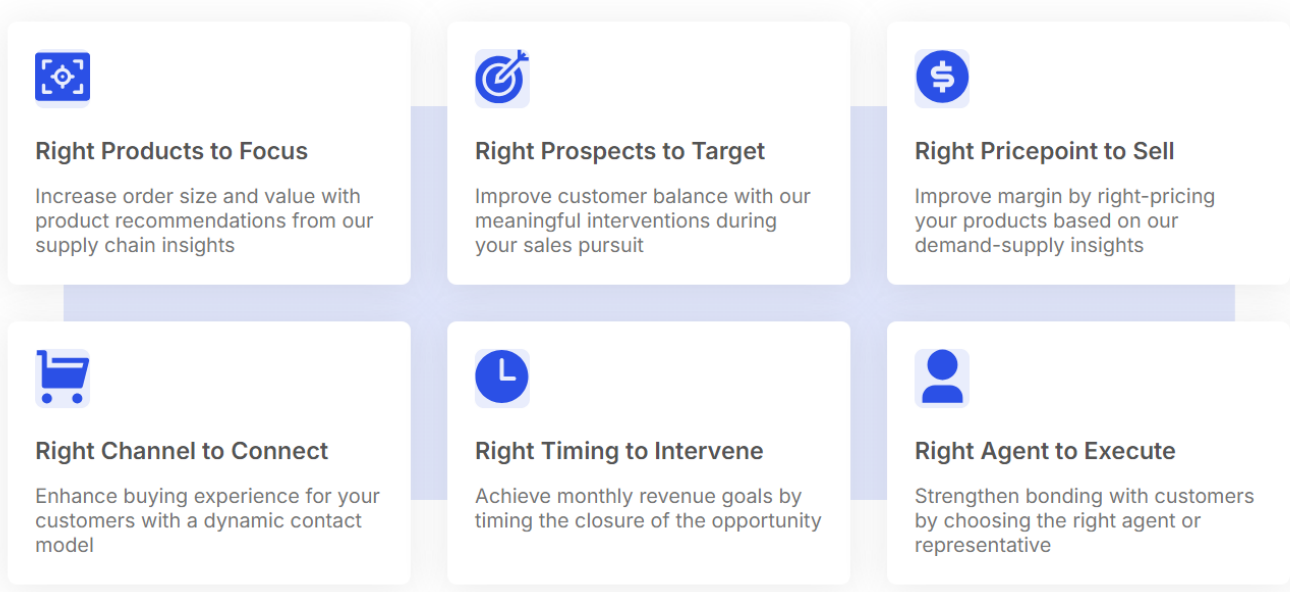 Right Products to Focus
Increase order size and value with
product recommendations from our
supply chain insights
Right Prospects to Target
Improve customer balance with our
meaningful interventions during
your sales pursuit
Right Pricepoint to Sell
Improve margin by right-pricing
your products based on our
demand-supply insights
Right Channel to Connect
Enhance buying experience for your
customers with a dynamic contact
model
Right Timing to Intervene
Achieve monthly revenue goals by
timing the closure of the opportunity
Right Agent to Execute
Strengthen bonding with customers
by choosing the right agent or
representative